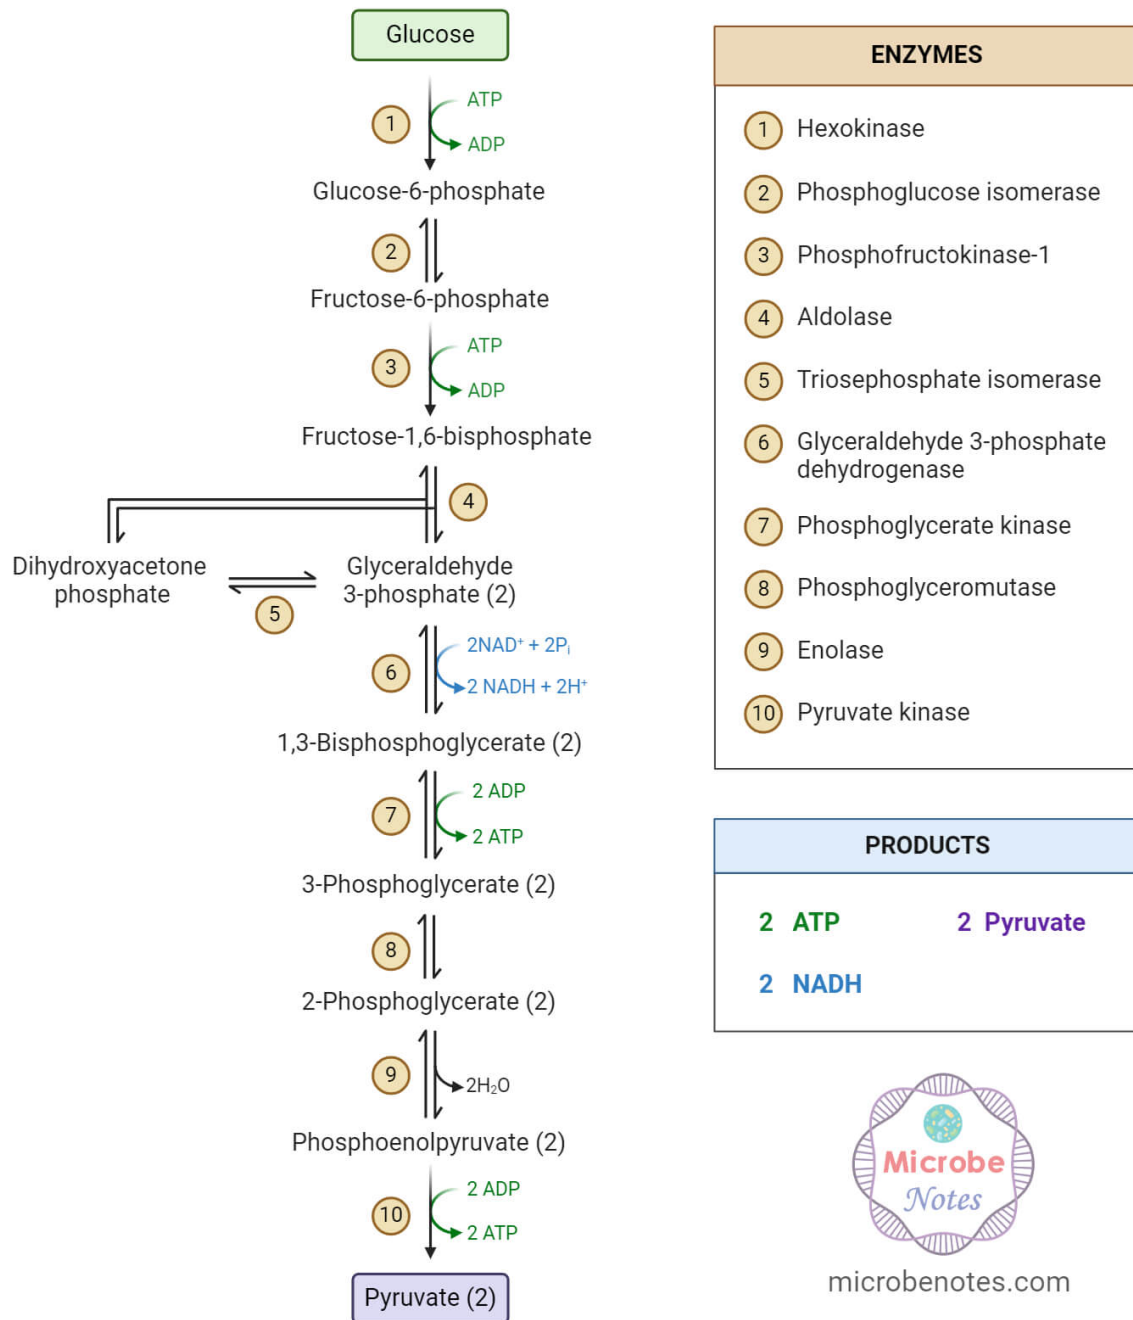 Glucose
1
ATP
ADP
Glucose-6-phosphate
2
Fructose-6-phosphate
3
ATP
ADP
Fructose-1,6-bisphosphate
4
Dihydroxyacetone
phosphate
5
Glyceraldehyde
3-phosphate (2)
6
2NAD⁺ + 2Pᵢ
2 NADH + 2H⁺
1,3-Bisphosphoglycerate (2)
7
2 ADP
2 ATP
3-Phosphoglycerate (2)
8
2-Phosphoglycerate (2)
9
2H₂O
Phosphoenolpyruvate (2)
10
2 ADP
2 ATP
Pyruvate (2)
ENZYMES
1 Hexokinase
2 Phosphoglucose isomerase
3 Phosphofructokinase-1
4 Aldolase
5 Triosephosphate isomerase
6 Glyceraldehyde 3-phosphate
dehydrogenase
7 Phosphoglycerate kinase
8 Phosphoglyceromutase
9 Enolase
10 Pyruvate kinase
PRODUCTS
2 ATP 2 Pyruvate
2 NADH
Microbe
Notes
microbenotes.com